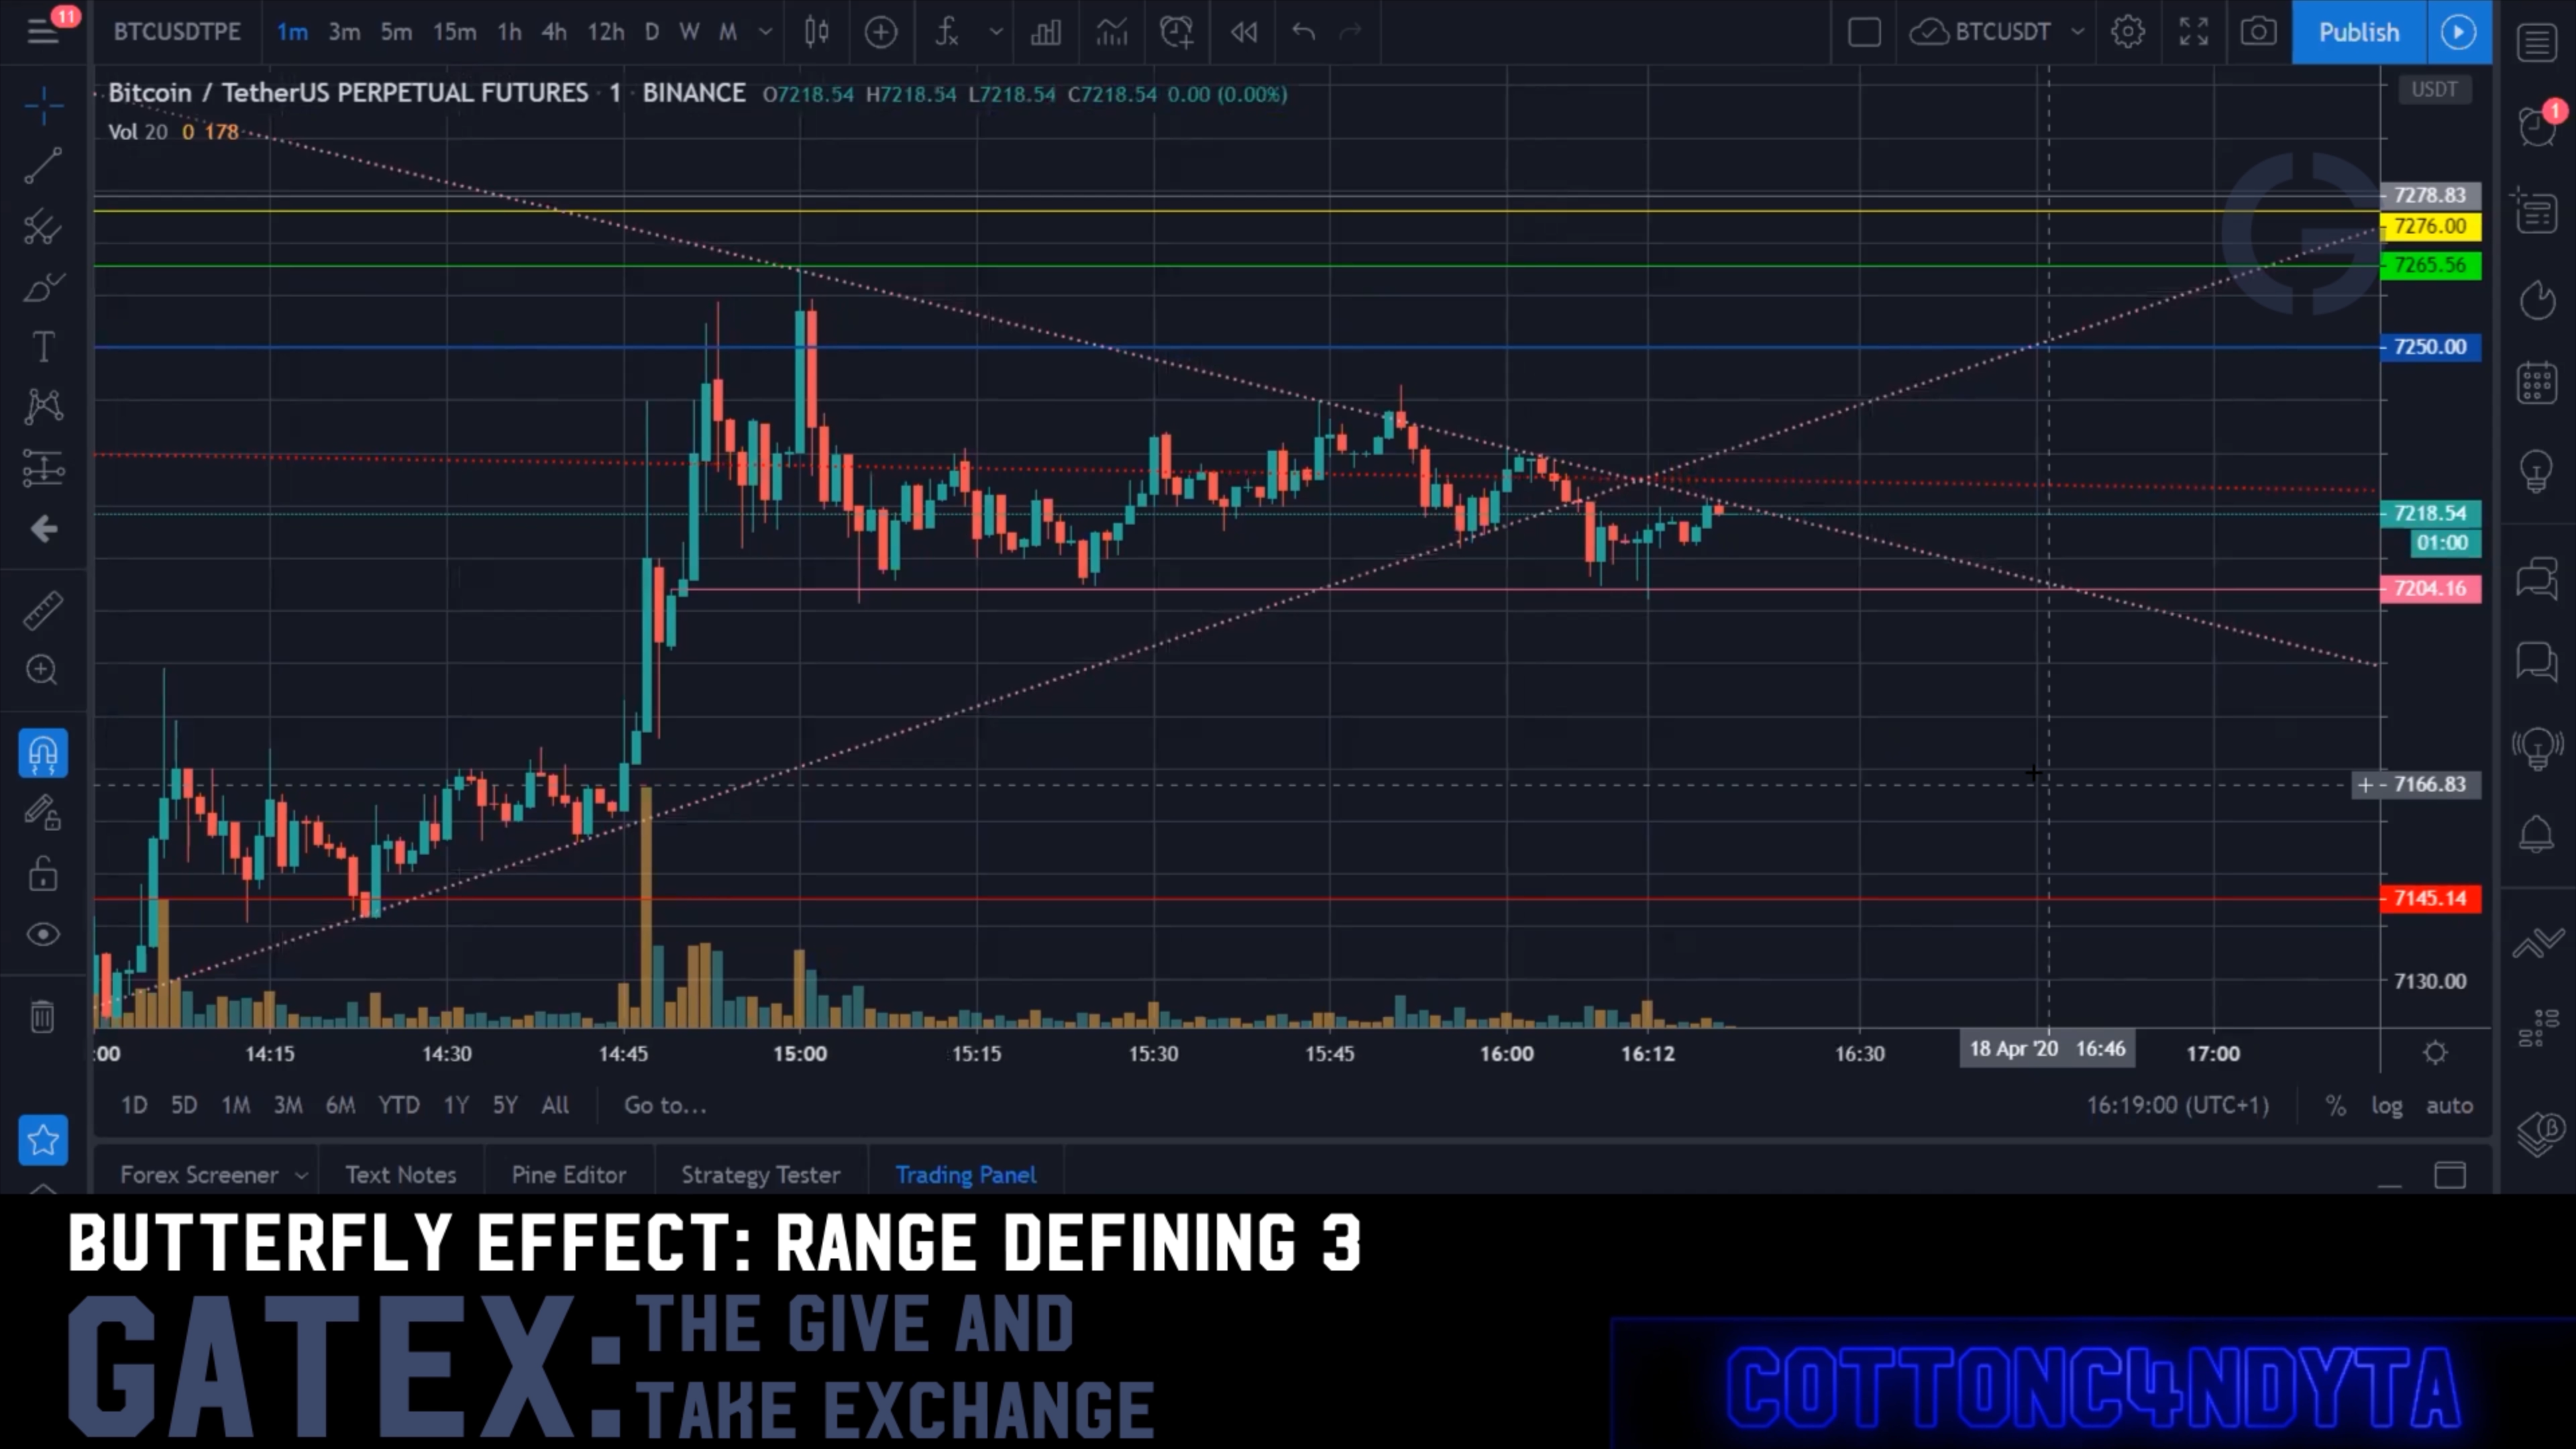 11
BTCUSDTPE 1m 3m 5m 15m 1h 4h 12h D W M BTCUSDT Publish
Bitcoin / TetherUS PERPETUAL FUTURES · 1 · BINANCE O7218.54 H7218.54 L7218.54 C7218.54 0.00 (0.00%)
USDT
1
Vol 20 0 178
7278.83
7276.00
7265.56
7250.00
7218.54
01:00
7204.16
7166.83
7145.14
7130.00
:00 14:15 14:30 14:45 15:00 15:15 15:30 15:45 16:00 16:12 16:30 18 Apr '20 16:46 17:00
1D 5D 1M 3M 6M YTD 1Y 5Y All Go to... 16:19:00 (UTC+1) % log auto
Forex Screener Text Notes Pine Editor Strategy Tester Trading Panel
BUTTERFLY EFFECT: RANGE DEFINING 3
GATEX: THE GIVE AND
TAKE EXCHANGE
COTTONC4NDYTA